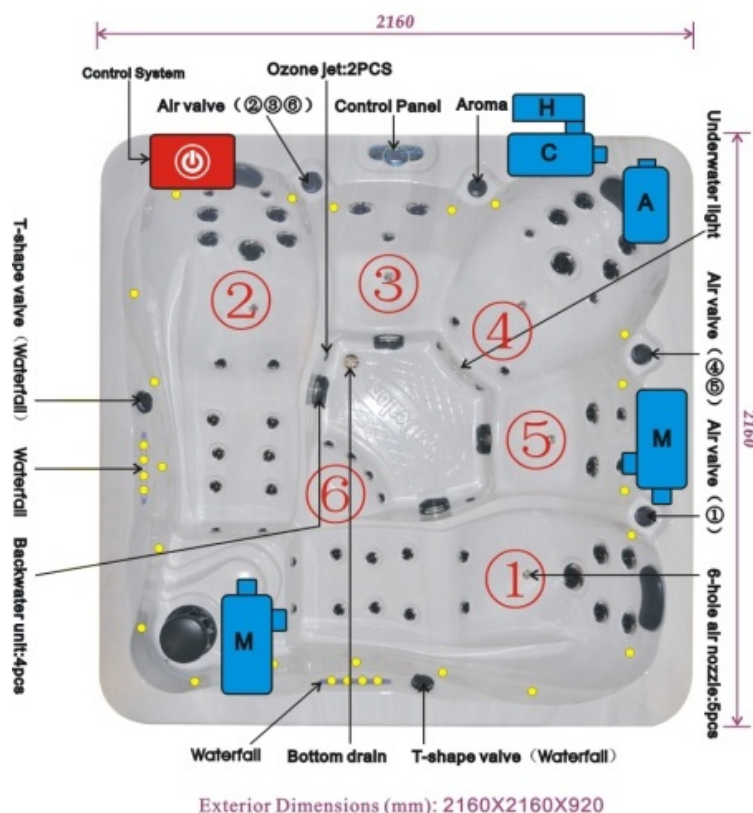 2160
Control System
Ozone jet:2PCS
Air valve（②③⑥）
Control Panel
Aroma
H
C
A
Underwater light
T-shape valve（Waterfall）
②
③
④
Air valve（④⑤）
2160
⑤
M
Waterfall
Air valve（①）
⑥
Backwater unit:4pcs
①
6-hole air nozzle:5pcs
M
Waterfall
Bottom drain
T-shape valve（Waterfall）
Exterior Dimensions (mm): 2160X2160X920